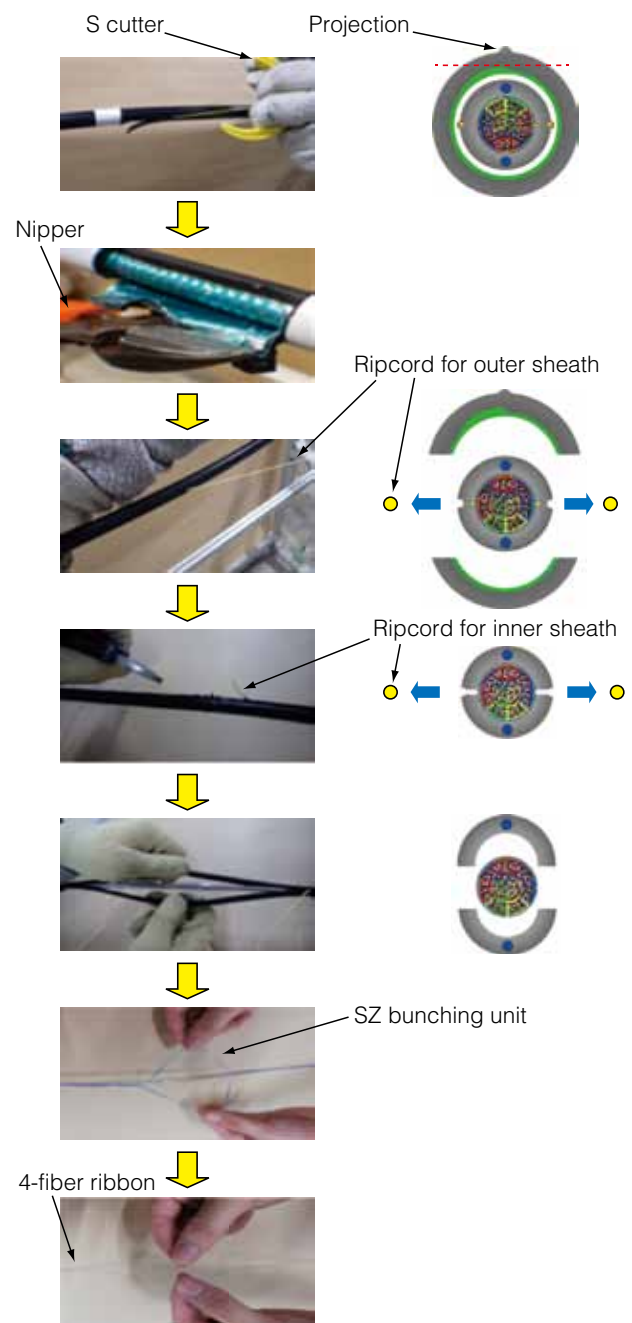 S cutter
Projection
Nipper
Ripcord for outer sheath
Ripcord for inner sheath
SZ bunching unit
4-fiber ribbon